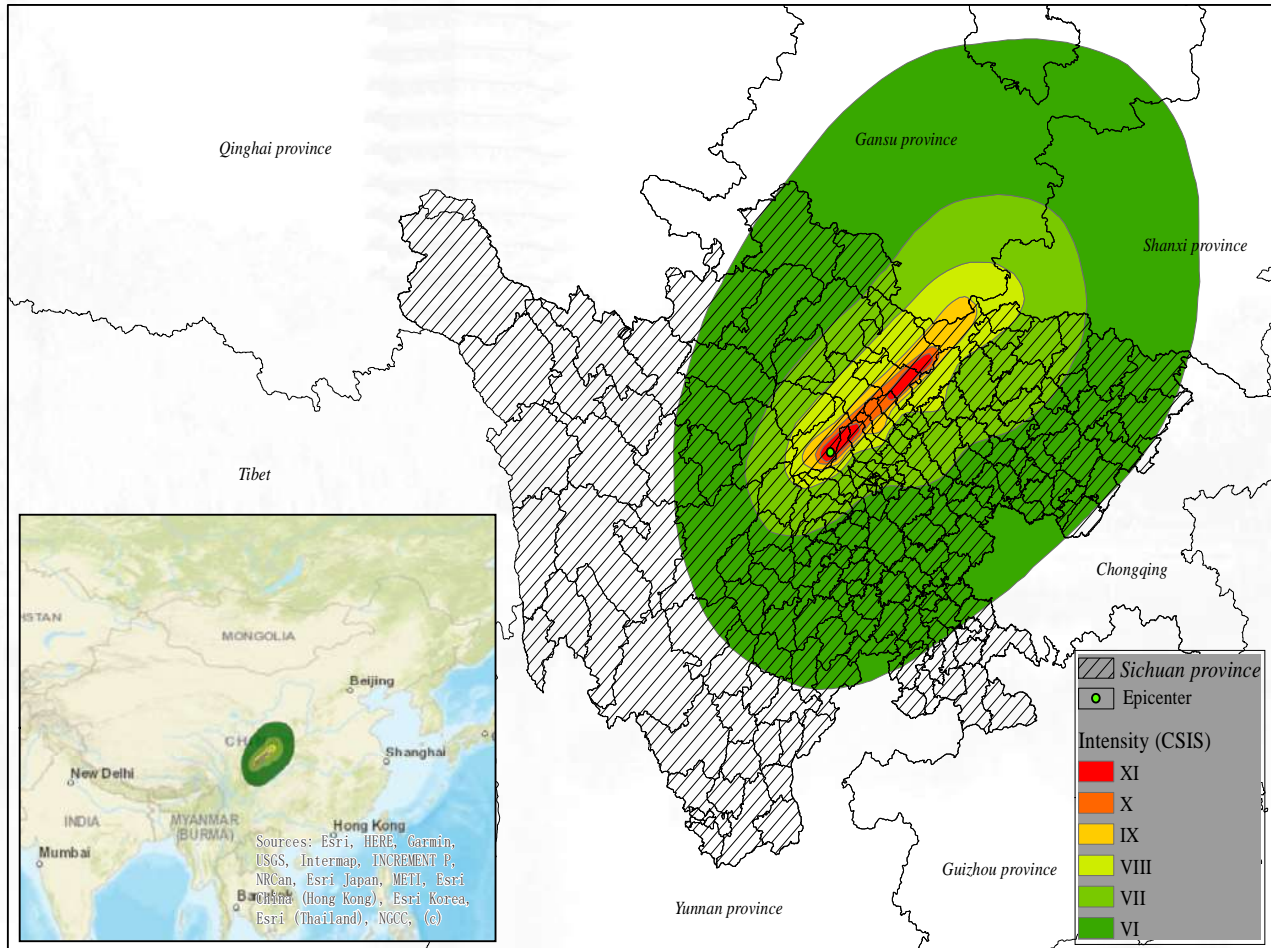 Qinghai province
Gansu province
Shanxi province
Tibet
Chongqing
Guizhou province
Yunnan province
Sichuan province
Epicenter
Intensity (CSIS)
XI
X
IX
VIII
VII
VI
HSTAN
MONGOLIA
Beijing
CH
Shanghai
New Delhi
INDIA
MYANMAR
(BURMA)
Hong Kong
Mumbai
Sources: Esri, HERE, Garmin,
USGS, Intermap, INCREMENT P,
NRCan, Esri Japan, METI, Esri
China (Hong Kong), Esri Korea,
Esri (Thailand), NGCC, (c)